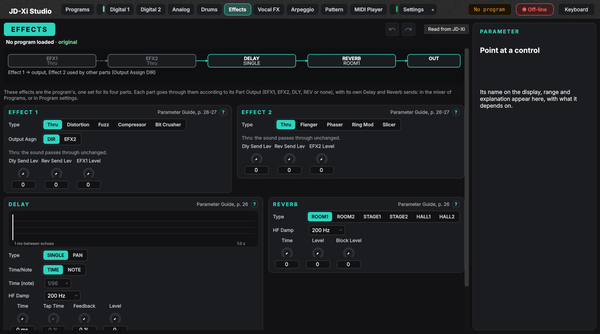 JD-Xi Studio
Programs
Digital 1
Digital 2
Analog
Drums
Effects
Vocal FX
Arpeggio
Pattern
MIDI Player
Settings
No program
Off-line
Keyboard
EFFECTS
Read from JD-Xi
No program loaded · original
EFX1
Thru
EFX2
Thru
DELAY
SINGLE
REVERB
ROOM1
OUT
Effect 1 → output, Effect 2 used by other parts (Output Assign DIR)
These effects are the program's, one set for its four parts. Each part goes through them according to its Part Output (EFX1, EFX2, DLY, REV or none), with its own Delay and Reverb sends: in the mixer of Programs, or in Program settings.
EFFECT 1
Parameter Guide, p. 26-27
?
Type
Thru
Distortion
Fuzz
Compressor
Bit Crusher
Output Asgn
DIR
EFX2
Thru: the sound passes through unchanged.
Dly Send Lev
Rev Send Lev
EFX1 Level
0
0
0
EFFECT 2
Parameter Guide, p. 26-27
?
Type
Thru
Flanger
Phaser
Ring Mod
Slicer
Thru: the sound passes through unchanged.
Dly Send Lev
Rev Send Lev
EFX2 Level
0
0
0
DELAY
Parameter Guide, p. 26
?
1 ms between echoes
Type
SINGLE
PAN
Time/Note
TIME
NOTE
Time (note)
1/96
HF Damp
200 Hz
Time
Tap Time
Feedback
Level
0 ms
0 %
0 %
0
REVERB
Parameter Guide, p. 26
?
Type
ROOM1
ROOM2
STAGE1
STAGE2
HALL1
HALL2
HF Damp
200 Hz
Time
Level
Block Level
0
0
0
PARAMETER
Point at a control
Its name on the display, range and
explanation appear here, with what it
depends on.